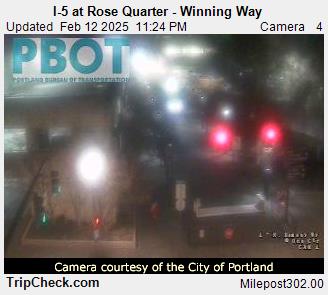 I-5 at Rose Quarter - Winning Way
Updated Feb 12 2025 11:24 PM Camera 4
PBOT
PORTLAND BUREAU OF TRANSPORTATION
Camera courtesy of the City of Portland
TripCheck.com Milepost302.00